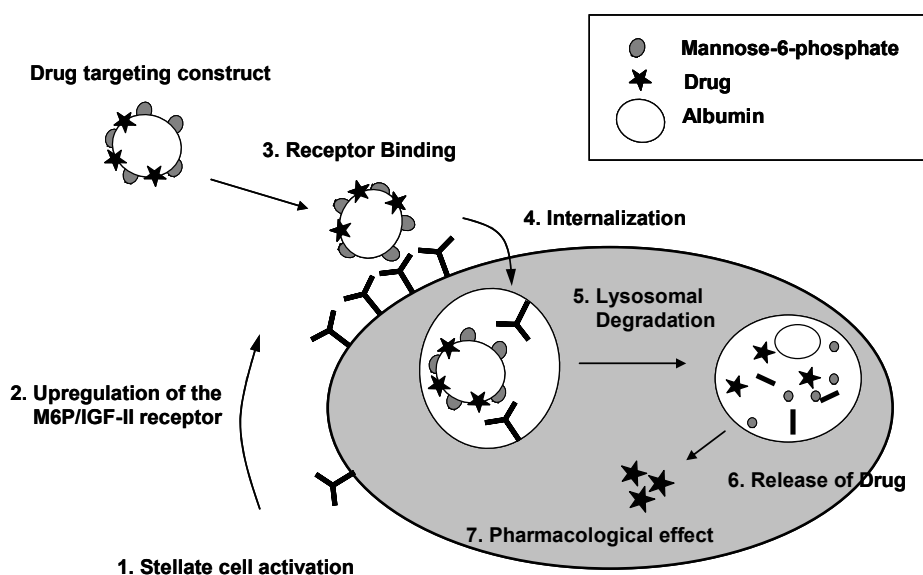 Mannose-6-phosphate
Drug
Albumin
Drug targeting construct
3. Receptor Binding
4. Internalization
5. Lysosomal
Degradation
2. Upregulation of the
M6P/IGF-II receptor
6. Release of Drug
7. Pharmacological effect
1. Stellate cell activation